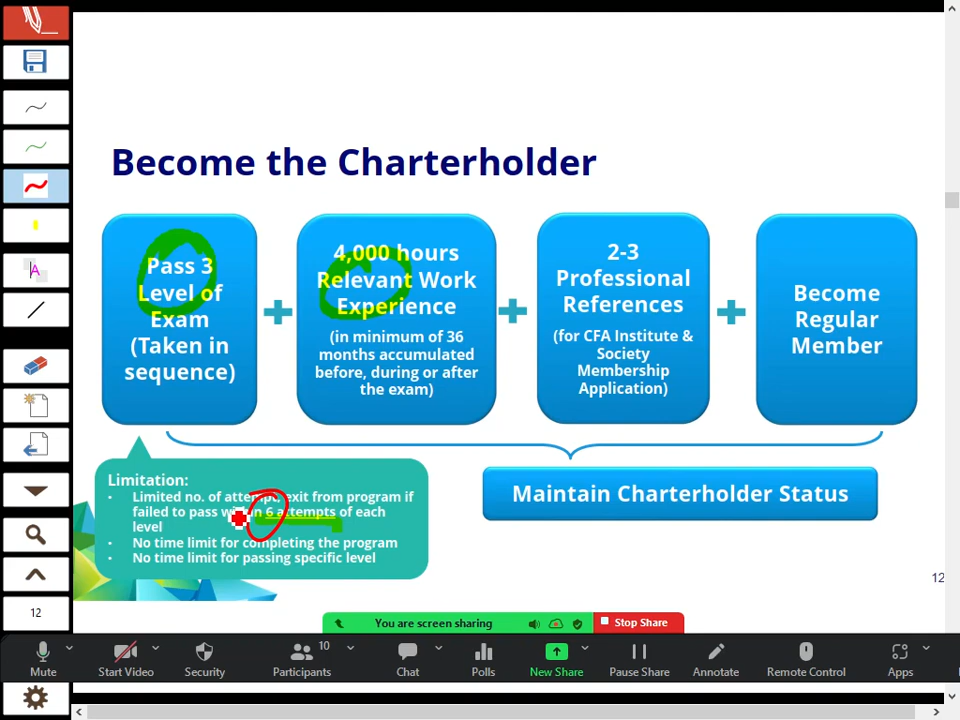 Become the Charterholder
Pass 3
Level of
Exam
(Taken in
sequence)
4,000 hours
Relevant Work
Experience
(in minimum of 36
months accumulated
before, during or after
the exam)
2-3
Professional
References
(for CFA Institute &
Society
Membership
Application)
Become
Regular
Member
Limitation:
• Limited no. of attempt, exit from program if
failed to pass within 6 attempts of each
level
• No time limit for completing the program
• No time limit for passing specific level
Maintain Charterholder Status
12
A
12
You are screen sharing
Stop Share
Mute
Start Video
Security
Participants
10
Chat
Polls
New Share
Pause Share
Annotate
Remote Control
Apps